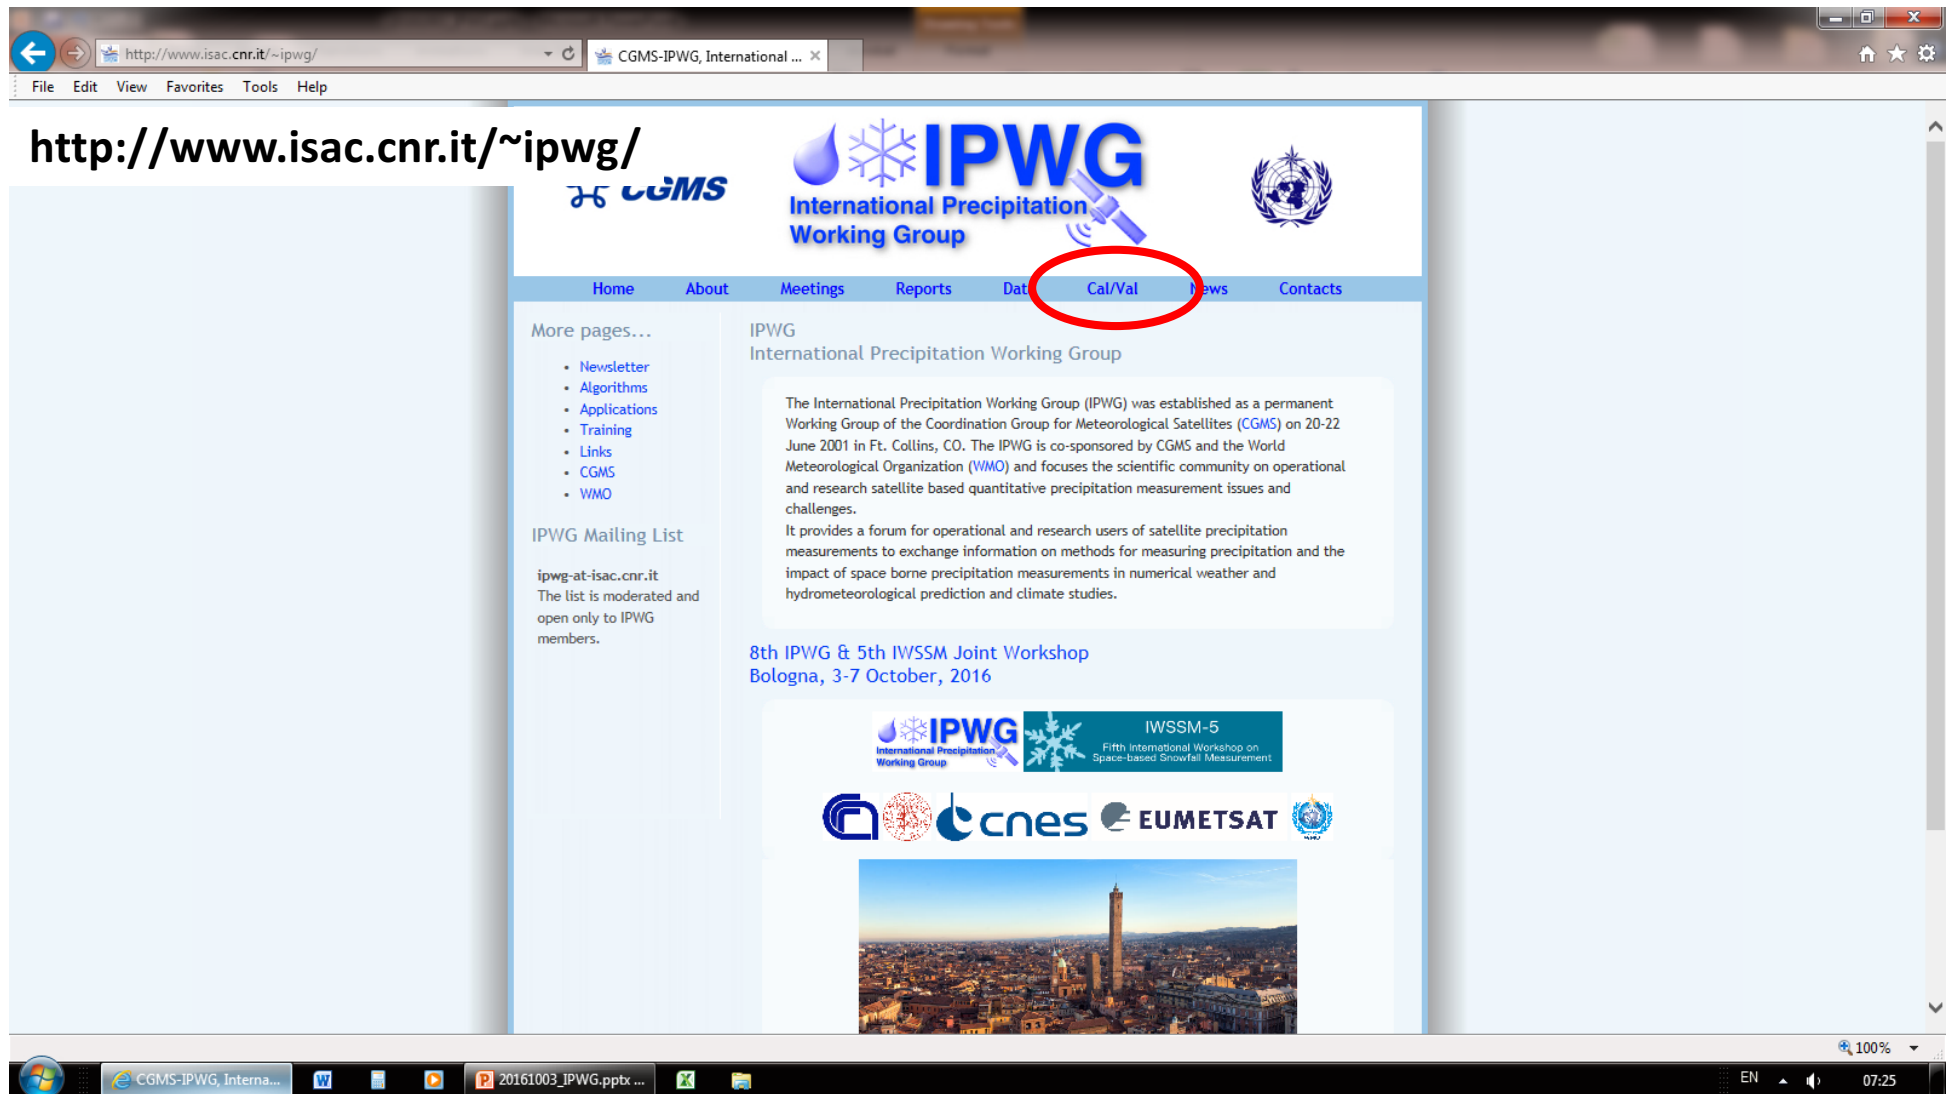 http://www.isac.cnr.it/~ipwg/
CGMS-IPWG, International ...
File Edit View Favorites Tools Help
http://www.isac.cnr.it/~ipwg/
CGMS
IPWG
International Precipitation
Working Group
Home About Meetings Reports Dat Cal/Val News Contacts
More pages...
• Newsletter
• Algorithms
• Applications
• Training
• Links
• CGMS
• WMO
IPWG Mailing List
ipwg-at-isac.cnr.it
The list is moderated and
open only to IPWG
members.
IPWG
International Precipitation Working Group
The International Precipitation Working Group (IPWG) was established as a permanent
Working Group of the Coordination Group for Meteorological Satellites (CGMS) on 20-22
June 2001 in Ft. Collins, CO. The IPWG is co-sponsored by CGMS and the World
Meteorological Organization (WMO) and focuses the scientific community on operational
and research satellite based quantitative precipitation measurement issues and
challenges.
It provides a forum for operational and research users of satellite precipitation
measurements to exchange information on methods for measuring precipitation and the
impact of space borne precipitation measurements in numerical weather and
hydrometeorological prediction and climate studies.
8th IPWG & 5th IWSSM Joint Workshop
Bologna, 3-7 October, 2016
IPWG
International Precipitation
Working Group
IWSSM-5
Fifth International Workshop on
Space-based Snowfall Measurement
cnes
EUMETSAT
WMO
100%
CGMS-IPWG, Interna...
20161003_IPWG.pptx ...
EN
07:25